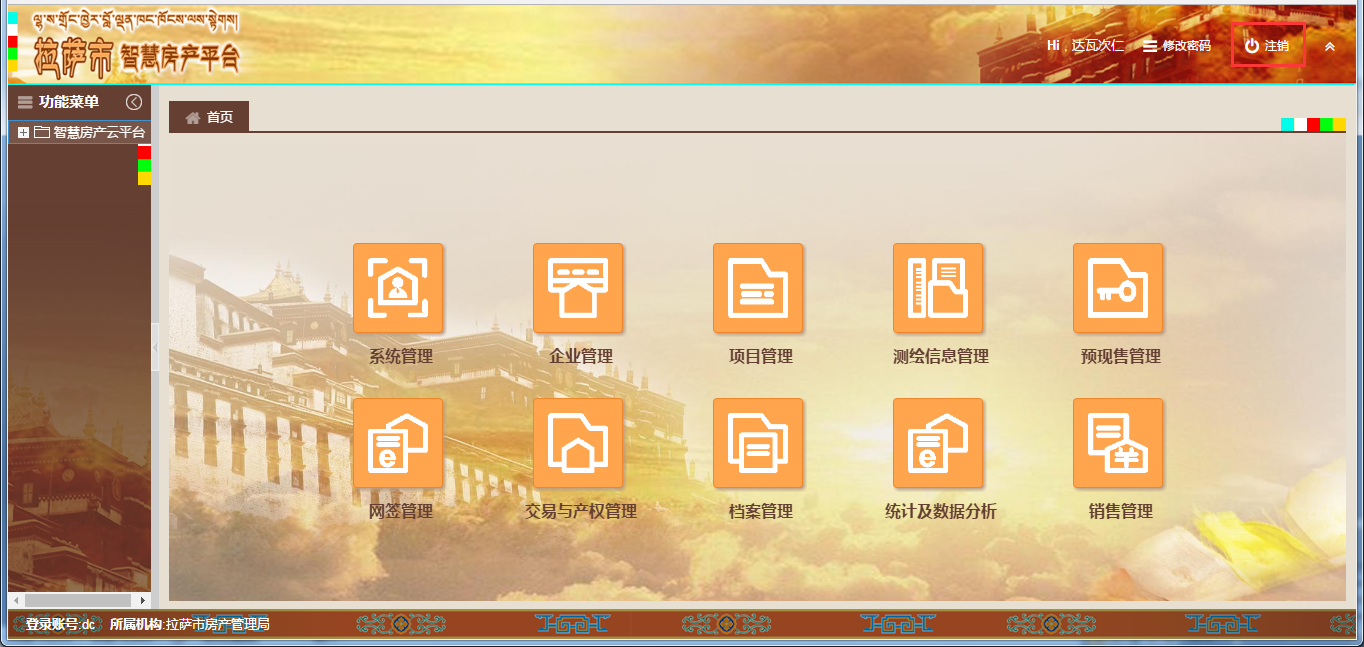 ལྷ་ས་གྲོང་ཁྱེར་བློ་ལྡན་ཁང་ཁོངས་ལས་སྟེགས།
拉萨市 智慧房产平台
Hi , 达瓦次仁 修改密码 注销
功能菜单
首页
智慧房产云平台
系统管理 企业管理 项目管理 测绘信息管理 预现售管理
网签管理 交易与产权管理 档案管理 统计及数据分析 销售管理
登录账号:dc 所属机构:拉萨市房产管理局